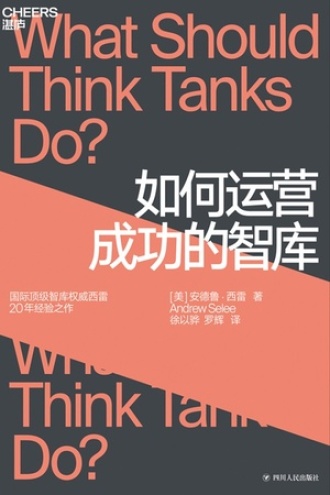 CHEERS
湛庐
What Should
Think Tanks
Do?
如何运营
成功的智库
国际顶级智库权威西雷
20年经验之作
[美] 安德鲁·西雷 著
Andrew Selee
徐以骅 罗辉 译
Wha
Think Tank
Do?
四川人民出版社